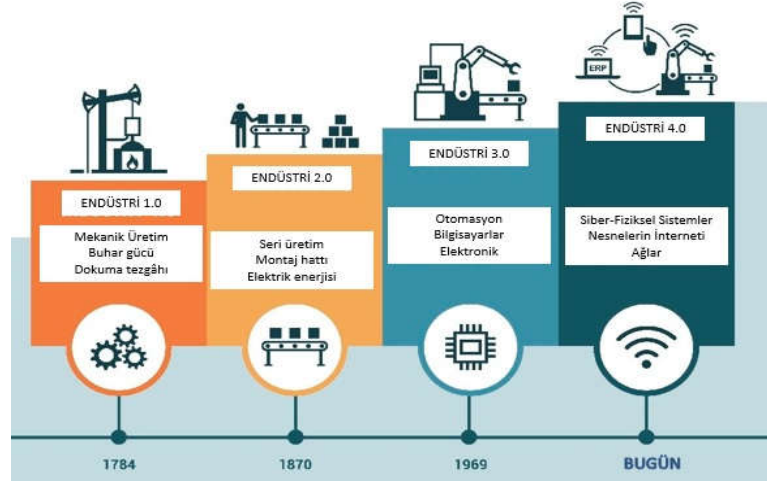 ERP
ENDÜSTRİ 1.0
Mekanik Üretim
Buhar gücü
Dokuma tezgâhı
ENDÜSTRİ 2.0
Seri üretim
Montaj hattı
Elektrik enerjisi
ENDÜSTRİ 3.0
Otomasyon
Bilgisayarlar
Elektronik
ENDÜSTRİ 4.0
Siber-Fiziksel Sistemler
Nesnelerin İnterneti
Ağlar
1784
1870
1969
BUGÜN